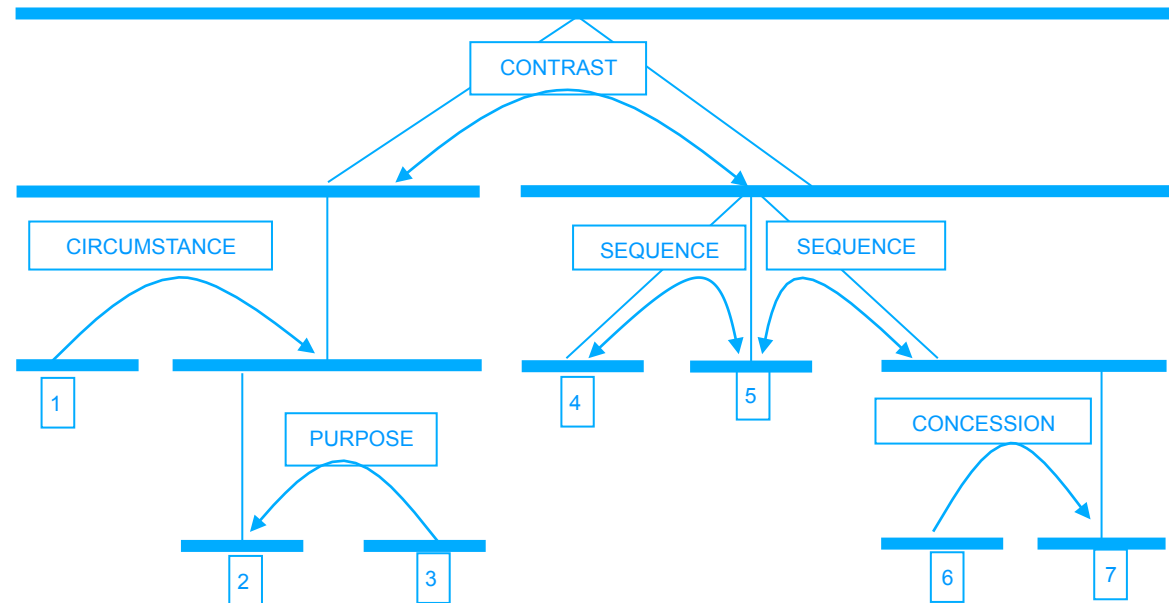 CONTRAST
CIRCUMSTANCE
SEQUENCE
SEQUENCE
1
4
5
PURPOSE
CONCESSION
2
3
6
7